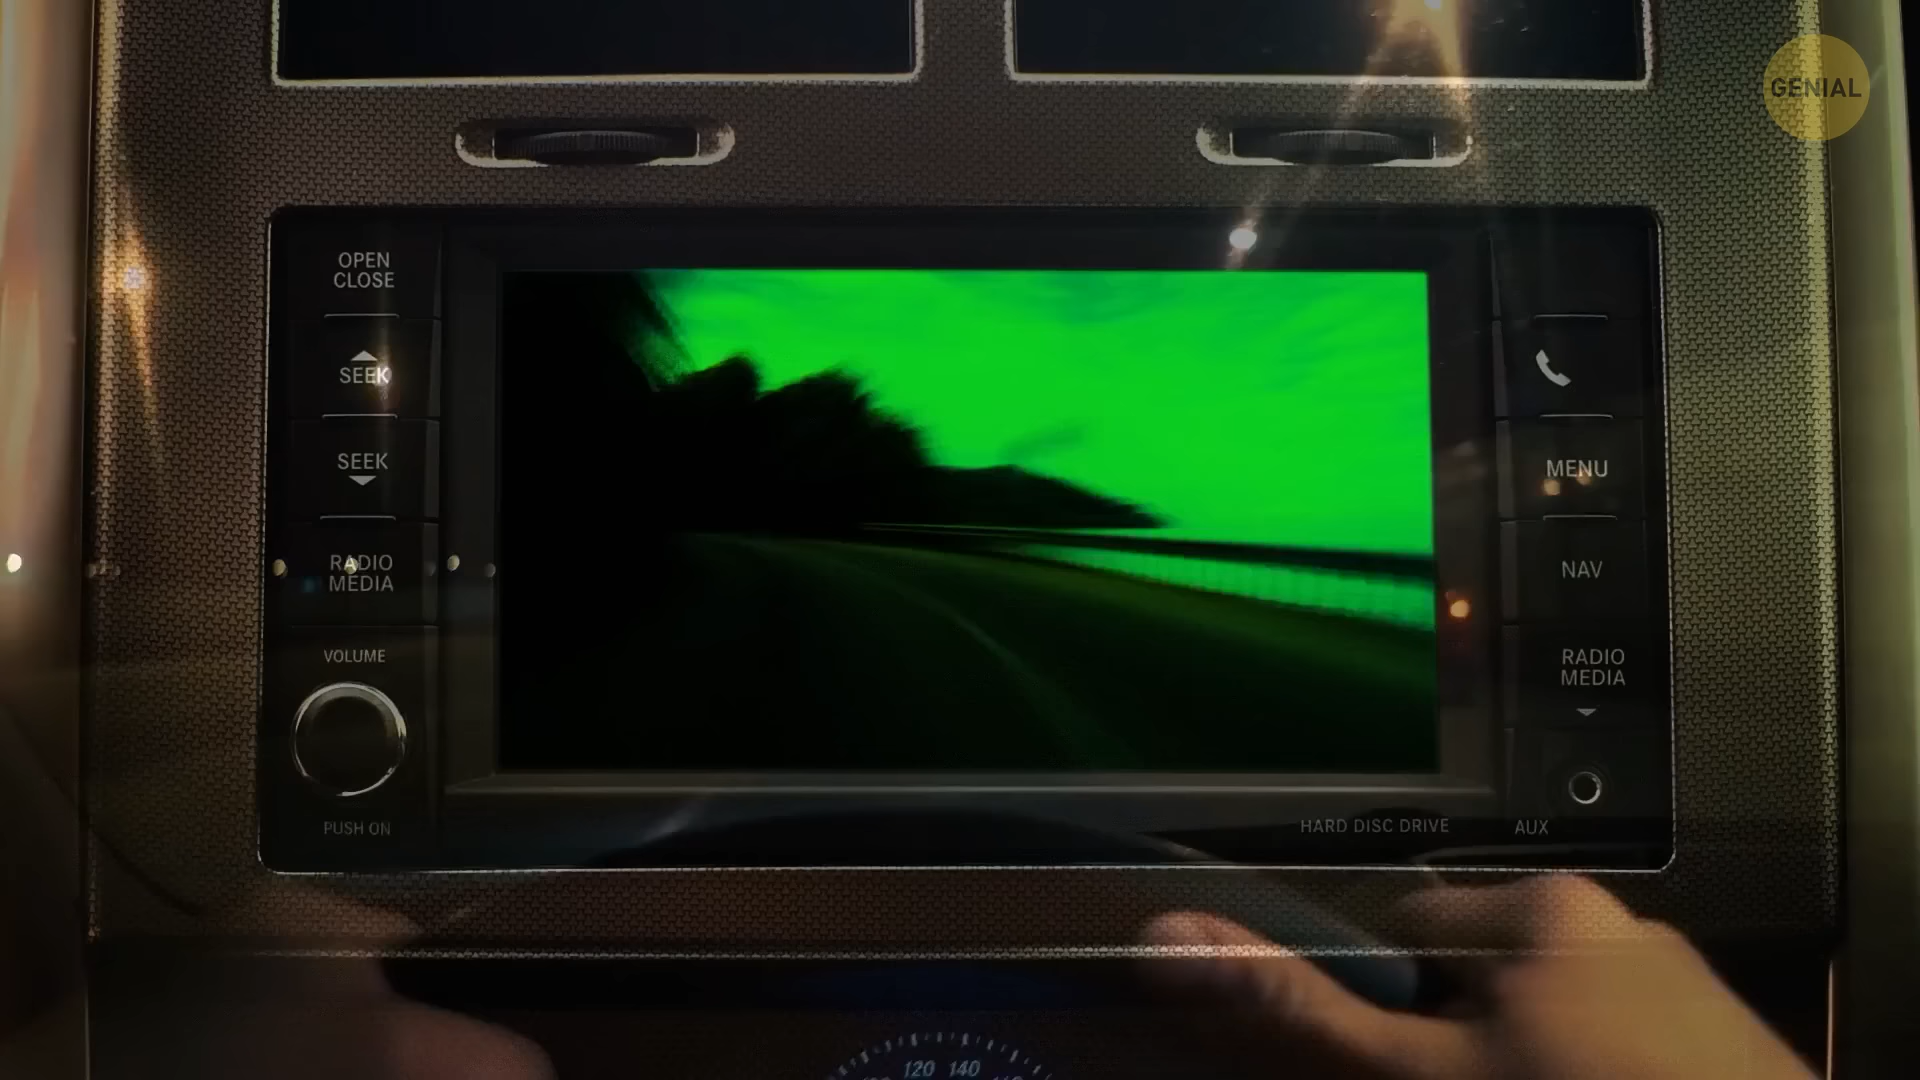 GENIAL
OPEN
CLOSE
SEEK
SEEK
RADIO
MEDIA
VOLUME
PUSH ON
MENU
NAV
RADIO
MEDIA
HARD DISC DRIVE
AUX
120 140